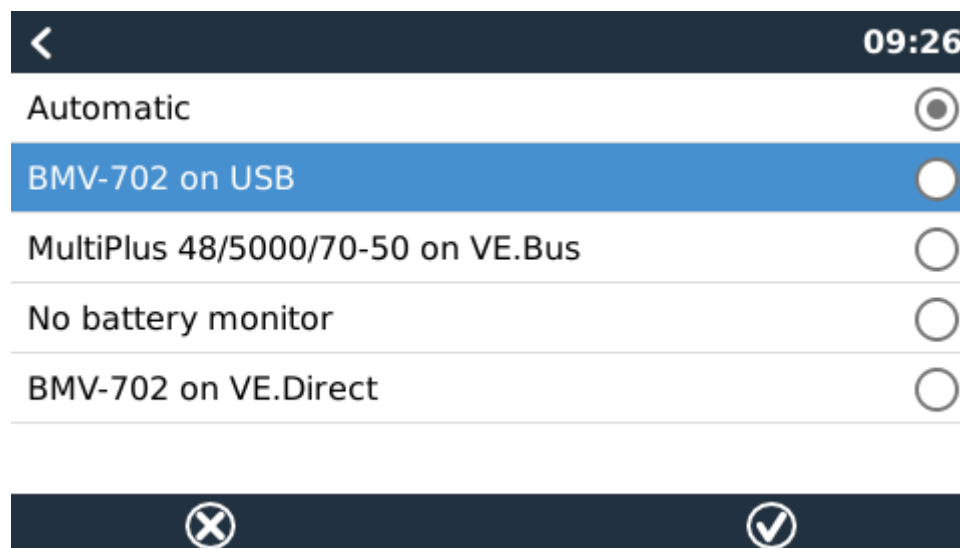 09:26
Automatic
BMV-702 on USB
MultiPlus 48/5000/70-50 on VE.Bus
No battery monitor
BMV-702 on VE.Direct